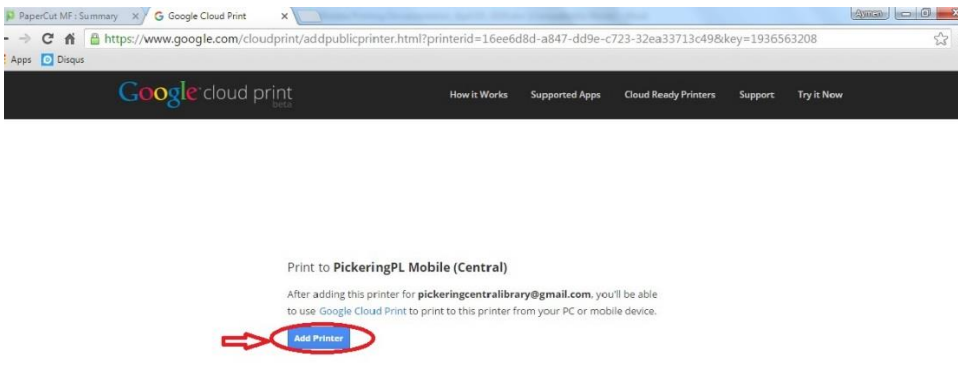 PaperCut MF : Summary
Google Cloud Print
Aymen
https://www.google.com/cloudprint/addpublicprinter.html?printerid=16ee6d8d-a847-dd9e-c723-32ea33713c49&key=1936563208
Apps Disqus
Google cloud print
beta
How it Works Supported Apps Cloud Ready Printers Support Try it Now
Print to PickeringPL Mobile (Central)
After adding this printer for pickeringcentralibrary@gmail.com, you'll be able
to use Google Cloud Print to print to this printer from your PC or mobile device.
Add Printer